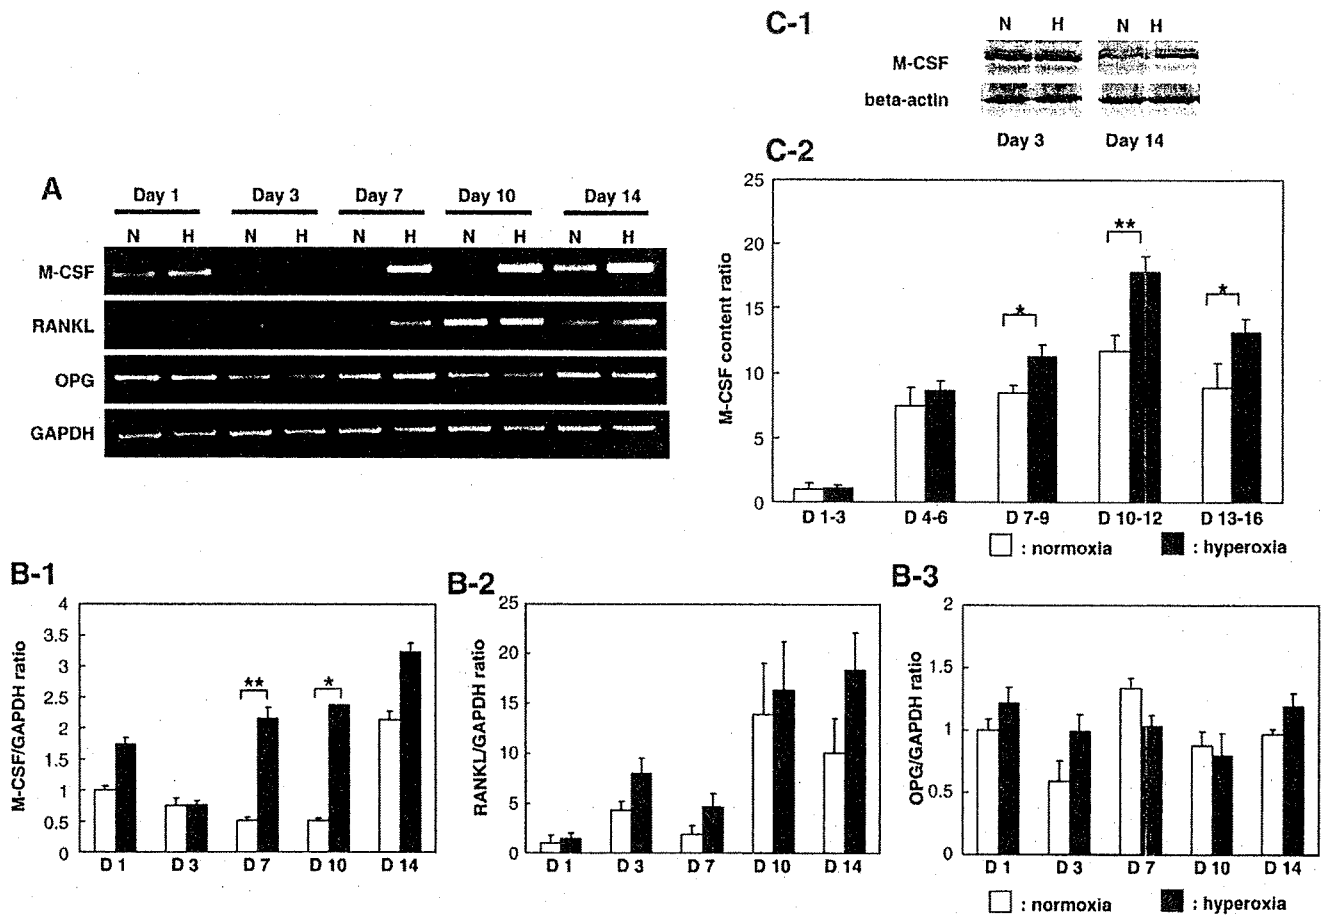 C-1
N H N H
M-CSF
beta-actin
Day 3 Day 14
C-2
M-CSF content ratio
25
20
15
10
5
0
** 
* *
D 1-3 D 4-6 D 7-9 D 10-12 D 13-16
: normoxia : hyperoxia
A
Day 1 Day 3 Day 7 Day 10 Day 14
N H N H N H N H N H
M-CSF
RANKL
OPG
GAPDH
B-1
M-CSF/GAPDH ratio
4
3.5
3
2.5
2
1.5
1
0.5
0
** *
D 1 D 3 D 7 D 10 D 14
B-2
RANKL/GAPDH ratio
25
20
15
10
5
0
D 1 D 3 D 7 D 10 D 14
B-3
OPG/GAPDH ratio
2
1.5
1
0.5
0
D 1 D 3 D 7 D 10 D 14
: normoxia : hyperoxia